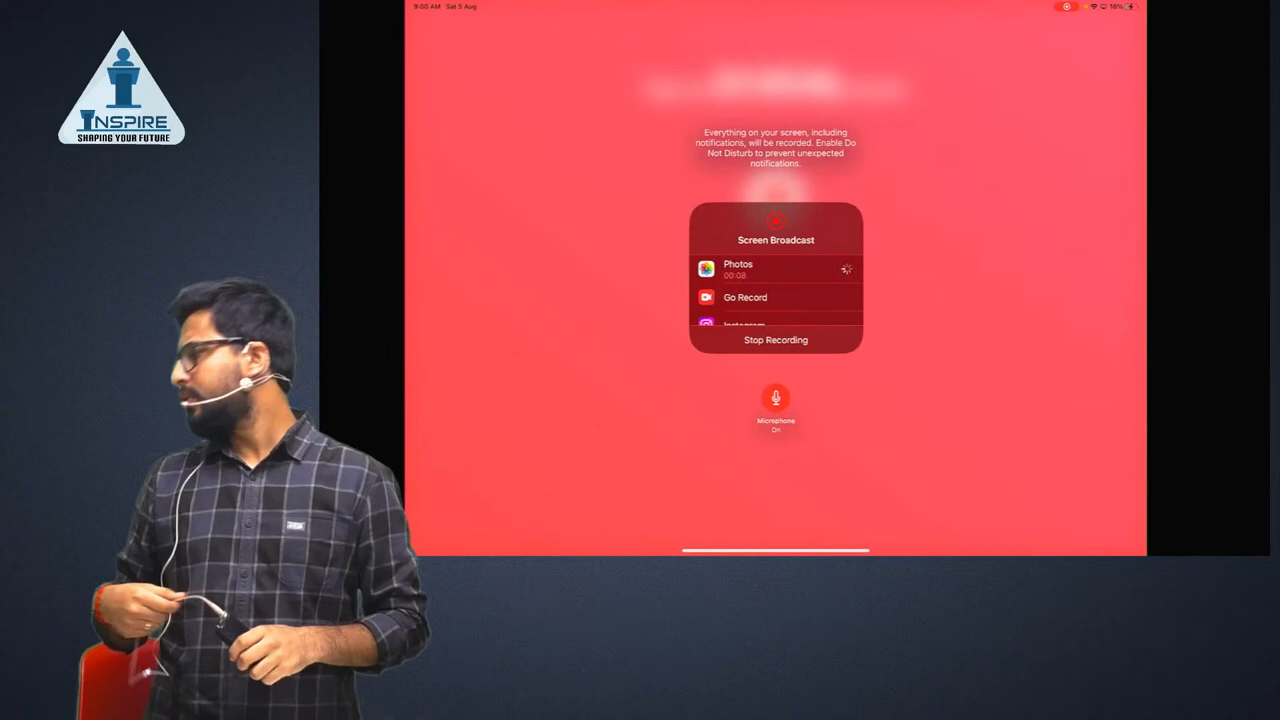 9:00 AM Sat 5 Aug
18%
INSPIRE
SHAPING YOUR FUTURE
Everything on your screen, including
notifications, will be recorded. Enable Do
Not Disturb to prevent unexpected
notifications.
Screen Broadcast
Photos
00:08
Go Record
Instagram
Stop Recording
Microphone
On